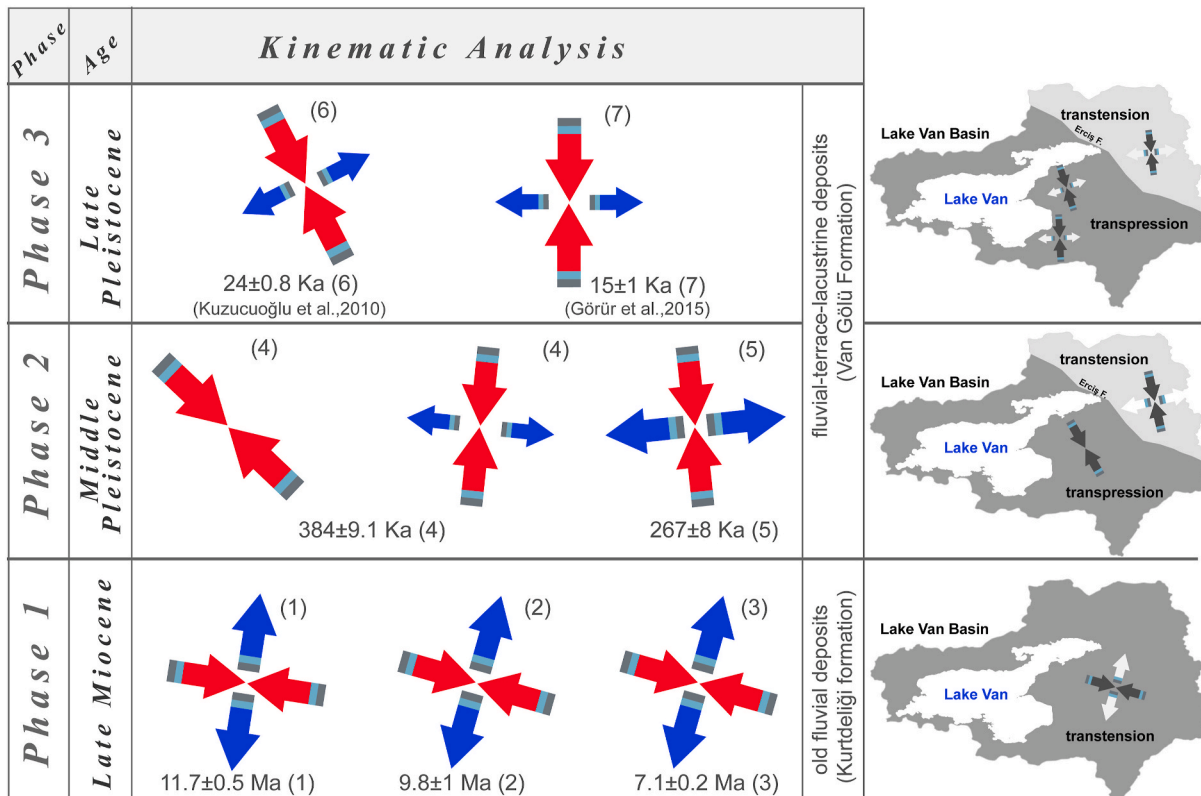 Phase
Age
Kinematic Analysis
Phase 3
Late
Pleistocene
(6)
(7)
24±0.8 Ka (6)
(Kuzucuoğlu et al.,2010)
15±1 Ka (7)
(Görür et al.,2015)
fluvial-terrace-lacustrine deposits
(Van Gölü Formation)
transtension
Lake Van Basin
Erciş F.
Lake Van
transpression
Phase 2
Middle
Pleistocene
(4)
(4)
(5)
384±9.1 Ka (4)
267±8 Ka (5)
transtension
Lake Van Basin
Erciş F.
Lake Van
transpression
Phase 1
Late Miocene
(1)
(2)
(3)
11.7±0.5 Ma (1)
9.8±1 Ma (2)
7.1±0.2 Ma (3)
old fluvial deposits
(Kurtdeliği formation)
Lake Van Basin
Lake Van
transtension